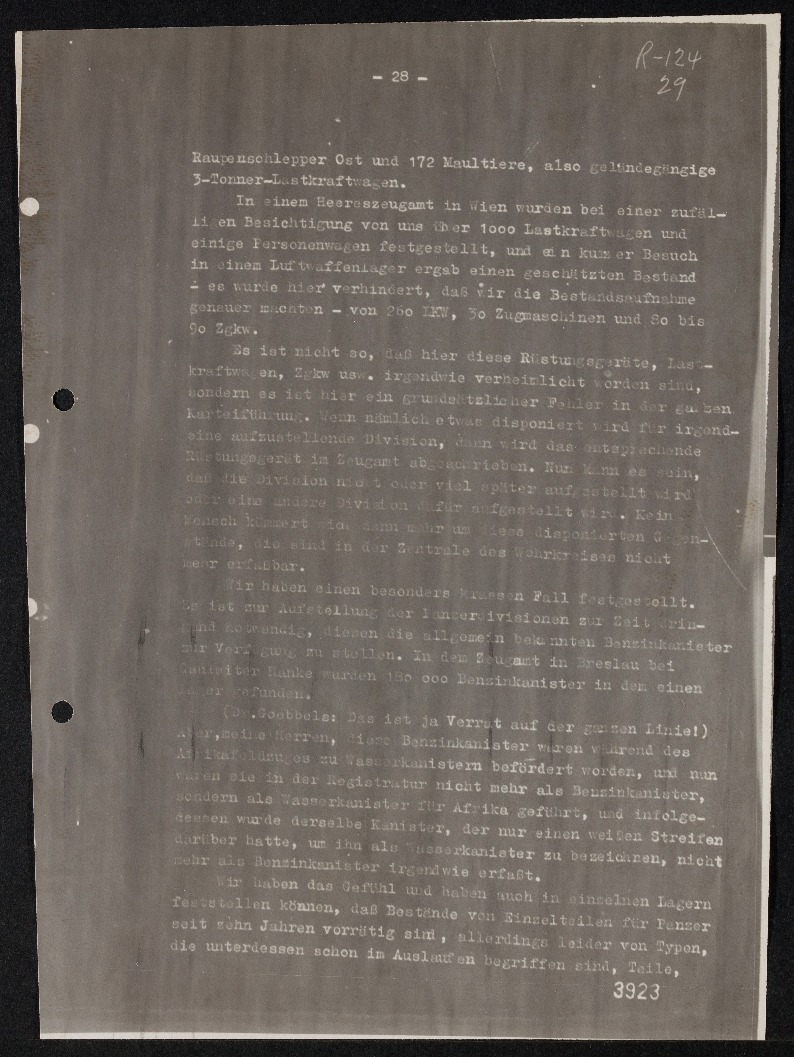 - 28 -
R-124
29
Raupenschlepper Ost und 172 Maultiere, also geländegängige
3-Tonner-Lastkraftwagen.
In einem Heereszeugamt in Wien wurden bei einer zufäl-
ligen Besichtigung von uns über 1000 Lastkraftwagen und
einige Personenwagen festgestellt, und ein kurzer Besuch
in einem Luftwaffenlager ergab einen geschätzten Bestand
- es wurde hier verhindert, daß wir die Bestandsaufnahme
genauer machten - von 260 LKW, 30 Zugmaschinen und 80 bis
90 Zgkw.
Es ist nicht so, daß hier diese Rüstungsgeräte, Last-
kraftwagen, Zgkw usw. irgendwie verheimlicht worden sind,
sondern es ist hier ein grundsätzlicher Fehler in der ganzen
Karteiführung. Wenn nämlich etwas disponiert wird für irgend-
eine aufzustellende Division, dann wird das entsprechende
Rüstungsgerät im Zeugamt abgeschrieben. Nun kann es sein,
daß die Division nicht oder viel später aufgestellt wird
oder eine andere Division dafür aufgestellt wird. Kein
Mensch kümmert sich dann mehr um diese disponierten Gegen-
stände, die sind in der Zentrale des Wehrkreises nicht
mehr erfaßbar.
Wir haben einen besonders krassen Fall festgestellt.
Es ist zur Aufstellung der Panzerdivisionen zur Zeit drin-
gend notwendig, diesen die allgemein bekannten Benzinkanister
zur Verfügung zu stellen. In dem Zeugamt in Breslau bei
Gauleiter Hanke wurden 180 000 Benzinkanister in dem einen
Lager gefunden.
(Dr.Goebbels: Das ist ja Verrat auf der ganzen Linie!)
Aber, meine Herren, diese Benzinkanister waren während des
Afrikafeldzuges zu Wasserkanistern befördert worden, und nun
waren sie in der Registratur nicht mehr als Benzinkanister,
sondern als Wasserkanister für Afrika geführt, und infolge-
dessen wurde derselbe Kanister, der nur einen weißen Streifen
darüber hatte, um ihn als Wasserkanister zu bezeichnen, nicht
mehr als Benzinkanister irgendwie erfaßt.
Wir haben das Gefühl und haben auch in einzelnen Lagern
feststellen können, daß Bestände von Einzelteilen für Panzer
seit zehn Jahren vorrätig sind, allerdings leider von Typen,
die unterdessen schon im Auslaufen begriffen sind, Teile,
3923